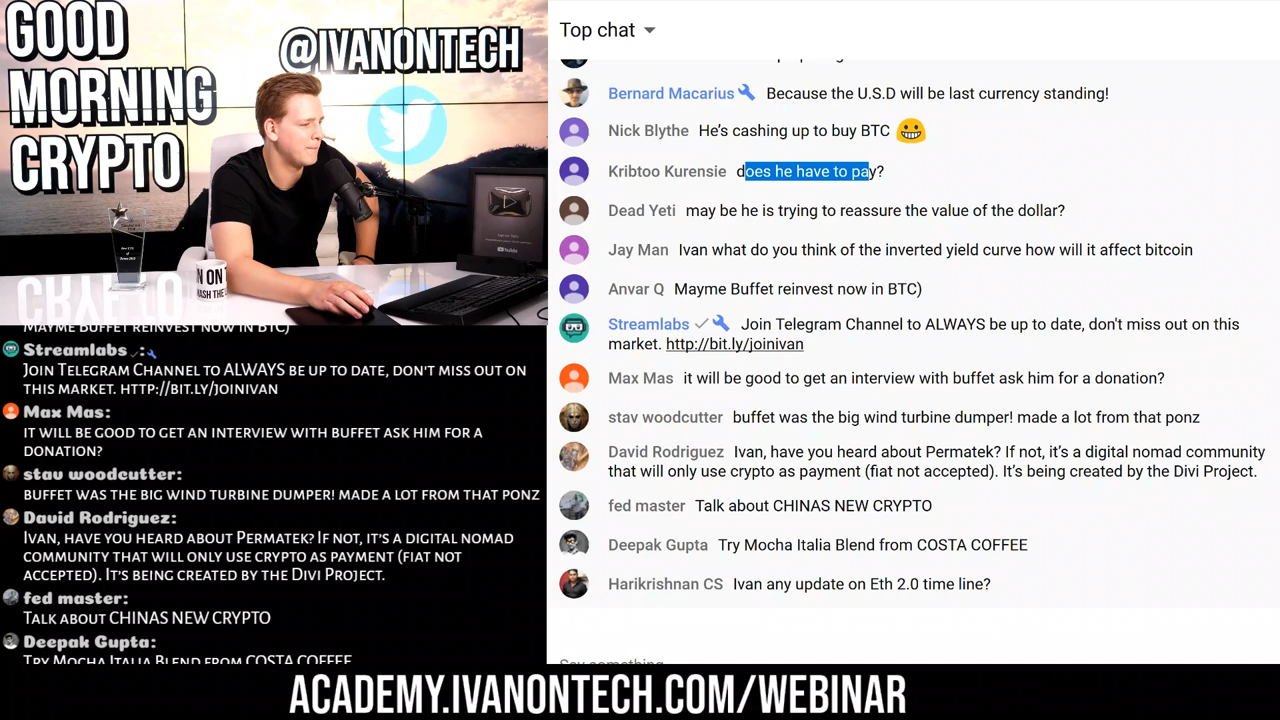 GOOD
MORNING
CRYPTO
@IVANONTECH
N ON T
HASH THE
YouTube
CRYPTO
MAYME BUFFET REINVEST NOW IN BTC)
Streamlabs :
JOIN TELEGRAM CHANNEL TO ALWAYS BE UP TO DATE, DON'T MISS OUT ON
THIS MARKET. HTTP://BIT.LY/JOINIVAN
Max Mas:
IT WILL BE GOOD TO GET AN INTERVIEW WITH BUFFET ASK HIM FOR A
DONATION?
stav woodcutter:
BUFFET WAS THE BIG WIND TURBINE DUMPER! MADE A LOT FROM THAT PONZ
David Rodriguez:
IVAN, HAVE YOU HEARD ABOUT PERMATEK? IF NOT, IT'S A DIGITAL NOMAD
COMMUNITY THAT WILL ONLY USE CRYPTO AS PAYMENT (FIAT NOT
ACCEPTED). IT'S BEING CREATED BY THE DIVI PROJECT.
fed master:
TALK ABOUT CHINAS NEW CRYPTO
Deepak Gupta:
TRY MOCHA ITALIA BLEND FROM COSTA COFFEE
Top chat
Bernard Macarius Because the U.S.D will be last currency standing!
Nick Blythe He's cashing up to buy BTC
Kribtoo Kurensie does he have to pay?
Dead Yeti may be he is trying to reassure the value of the dollar?
Jay Man Ivan what do you think of the inverted yield curve how will it affect bitcoin
Anvar Q Mayme Buffet reinvest now in BTC)
Streamlabs Join Telegram Channel to ALWAYS be up to date, don't miss out on this
market. http://bit.ly/joinivan
Max Mas it will be good to get an interview with buffet ask him for a donation?
stav woodcutter buffet was the big wind turbine dumper! made a lot from that ponz
David Rodriguez Ivan, have you heard about Permatek? If not, it's a digital nomad community
that will only use crypto as payment (fiat not accepted). It's being created by the Divi Project.
fed master Talk about CHINAS NEW CRYPTO
Deepak Gupta Try Mocha Italia Blend from COSTA COFFEE
Harikrishnan CS Ivan any update on Eth 2.0 time line?
Say something
ACADEMY.IVANONTECH.COM/WEBINAR